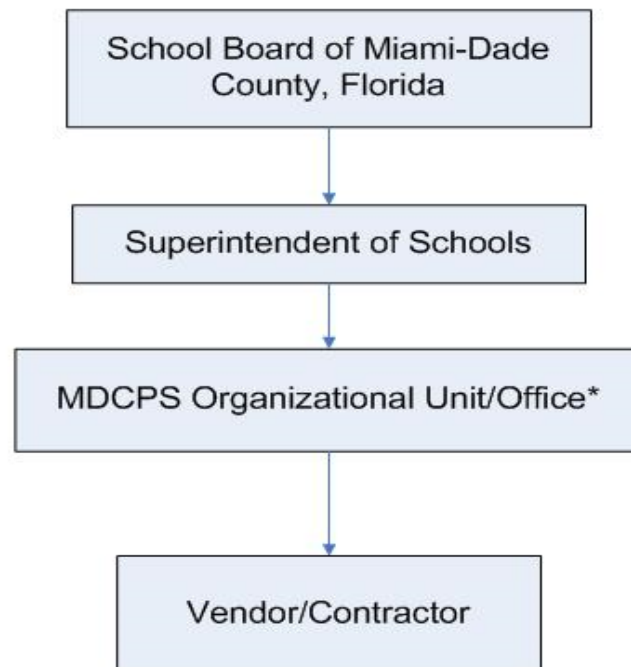 School Board of Miami-Dade
County, Florida
Superintendent of Schools
MDCPS Organizational Unit/Office*
Vendor/Contractor